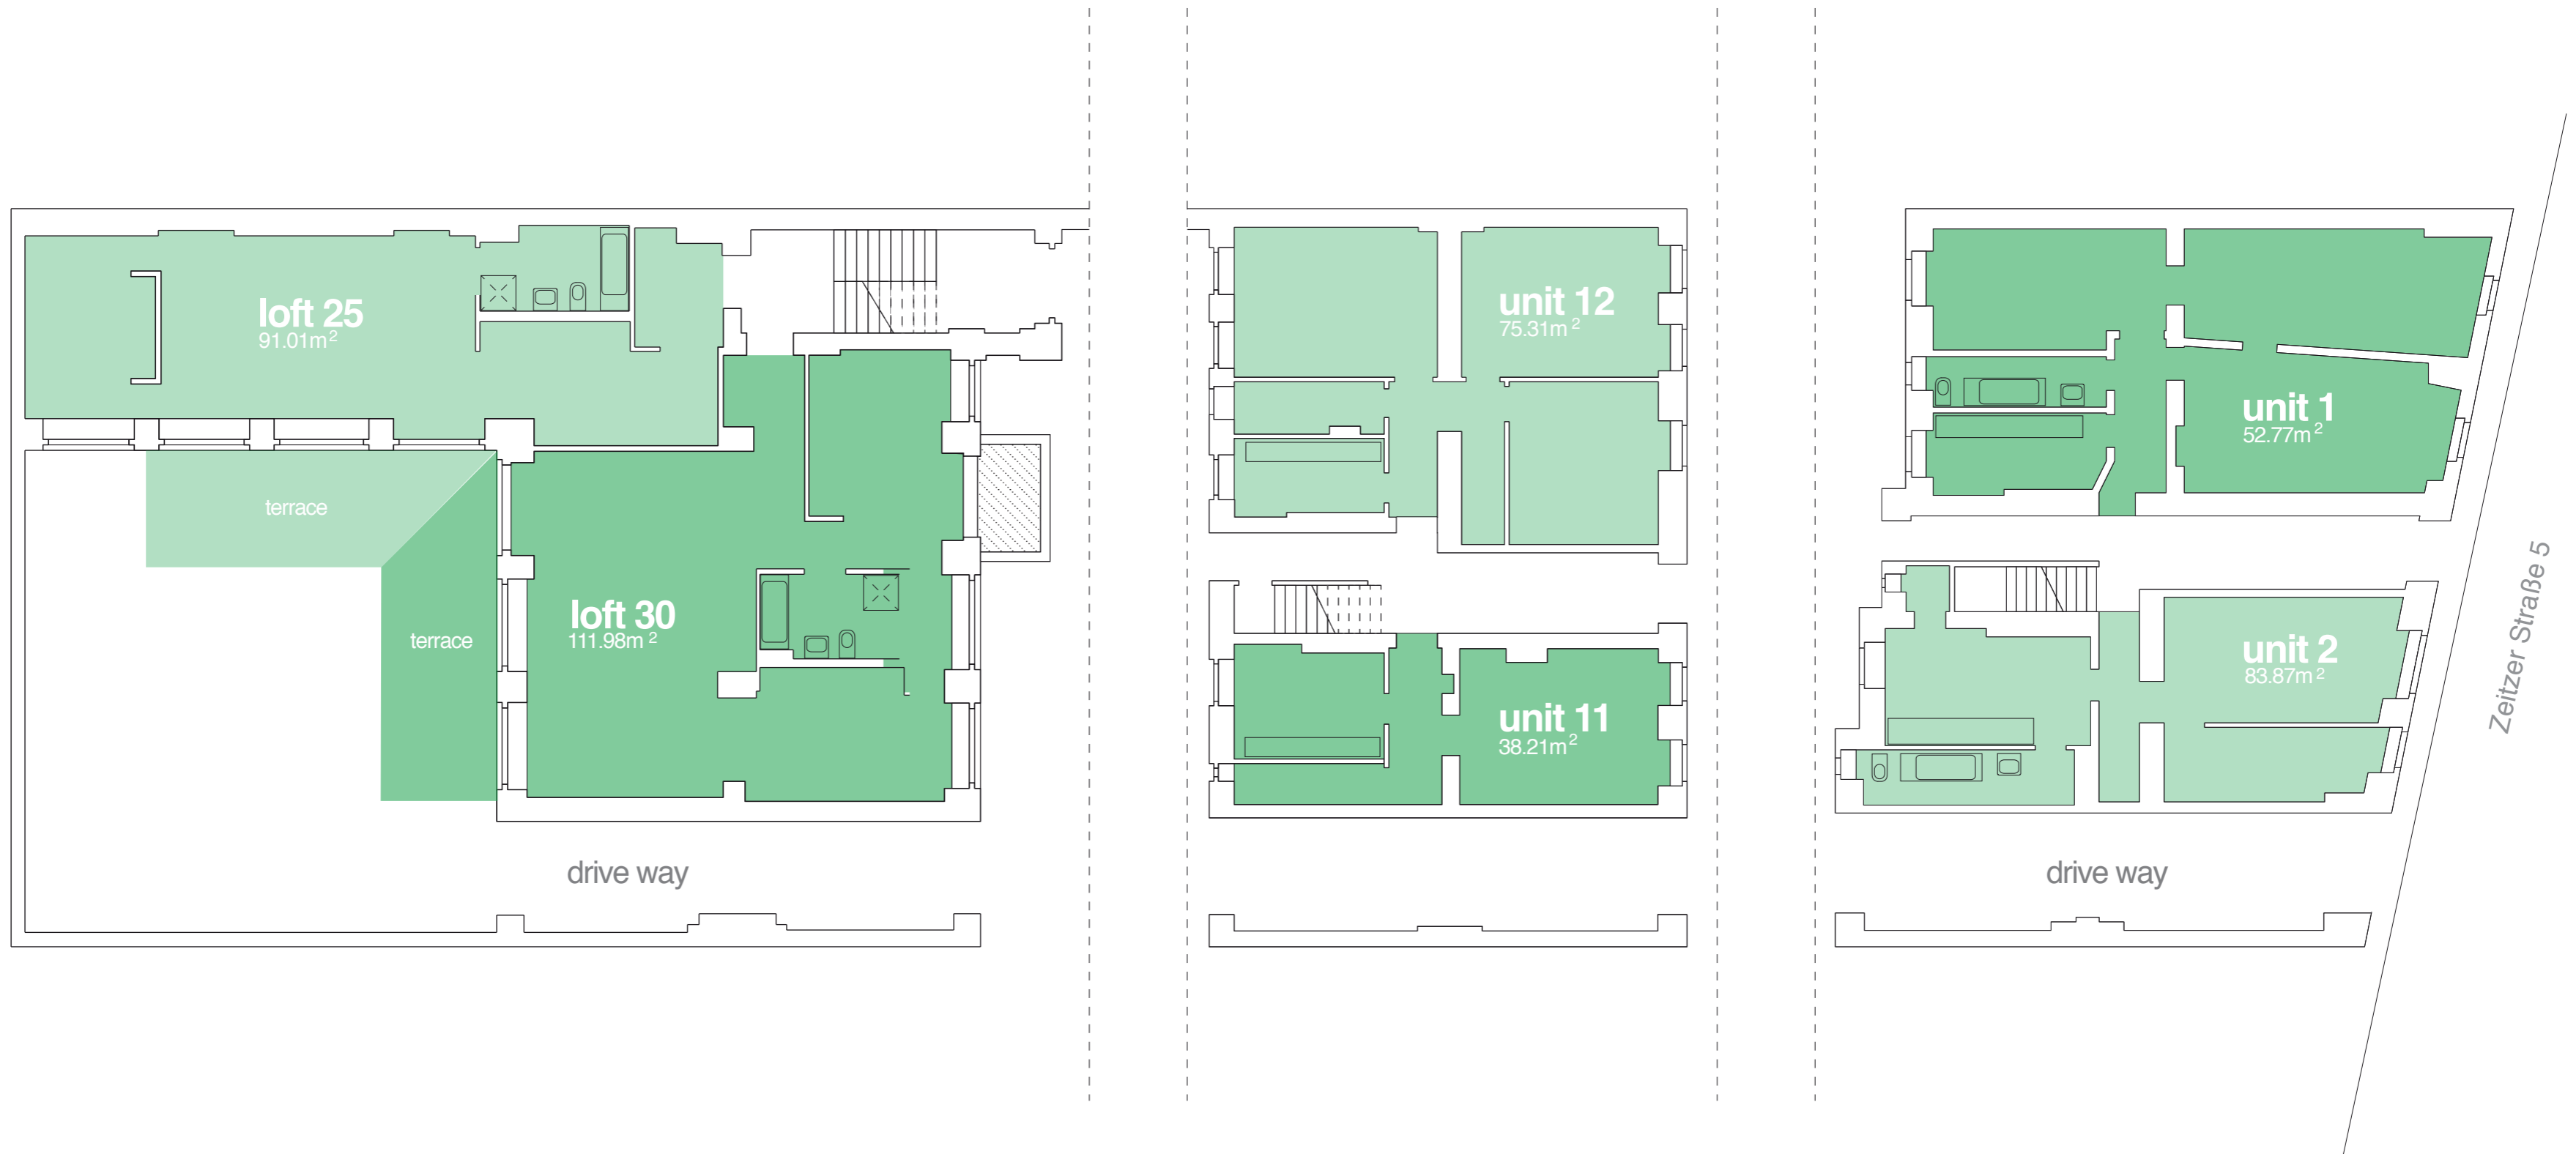 loft 25
91.01m²
terrace
terrace
loft 30
111.98m²
drive way
unit 12
75.31m²
unit 11
38.21m²
unit 1
52.77m²
unit 2
83.87m²
drive way
Zeitzer Straße 5